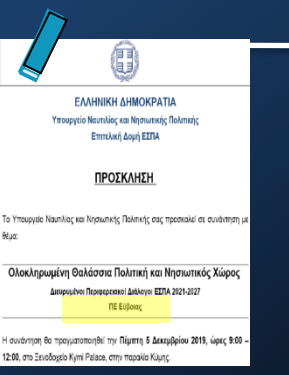 ΕΛΛΗΝΙΚΗ ΔΗΜΟΚΡΑΤΙΑ
Υπουργείο Ναυτιλίας και Νησιωτικής Πολιτικής
Επιτελική Δομή ΕΣΠΑ
ΠΡΟΣΚΛΗΣΗ
Το Υπουργείο Ναυτιλίας και Νησιωτικής Πολιτικής σας προσκαλεί σε συνάντηση με
θέμα:
Ολοκληρωμένη Θαλάσσια Πολιτική και Νησιωτικός Χώρος
Διευρυμένοι Περιφερειακοί Διάλογοι ΕΣΠΑ 2021-2027
ΠΕ Εύβοιας
Η συνάντηση θα πραγματοποιηθεί την Πέμπτη 5 Δεκεμβρίου 2019, ώρες 9:00 –
12:00, στο Ξενοδοχείο Kymi Palace, στην παραλία Κύμης.